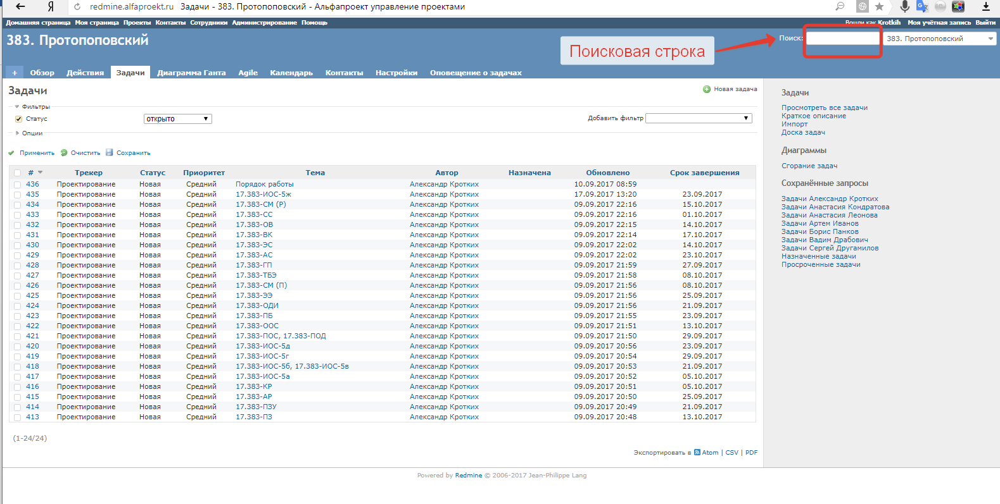 Я redmine.alfaproekt.ru Задачи - 383. Протопоповский - Альфапроект управление проектами
Домашняя страница Моя страница Проекты Контакты Сотрудники Администрирование Помощь Вошли как Krotkih Моя учётная запись Выйти
383. Протопоповский Поиск: 383. Протопоповский
Поисковая строка
+ Обзор Действия Задачи Диаграмма Ганта Agile Календарь Контакты Настройки Оповещение о задачах
Задачи
Новая задача
Фильтры
Статус открыто Добавить фильтр
Опции
Применить Очистить Сохранить
# Трекер Статус Приоритет Тема Автор Назначена Обновлено Срок завершения
436 Проектирование Новая Средний Порядок работы Александр Кротких 10.09.2017 08:59
435 Проектирование Новая Средний 17.383-ИОС-5ж Александр Кротких 17.09.2017 13:20 23.09.2017
434 Проектирование Новая Средний 17.383-СМ (Р) Александр Кротких 09.09.2017 22:16 15.10.2017
433 Проектирование Новая Средний 17.383-СС Александр Кротких 09.09.2017 22:16 01.10.2017
432 Проектирование Новая Средний 17.383-ОВ Александр Кротких 09.09.2017 22:15 14.10.2017
431 Проектирование Новая Средний 17.383-ВК Александр Кротких 09.09.2017 22:14 17.10.2017
430 Проектирование Новая Средний 17.383-ЭС Александр Кротких 09.09.2017 22:02 14.10.2017
429 Проектирование Новая Средний 17.383-АС Александр Кротких 09.09.2017 22:02 23.10.2017
428 Проектирование Новая Средний 17.383-ГП Александр Кротких 09.09.2017 21:59 27.09.2017
427 Проектирование Новая Средний 17.383-ТБЭ Александр Кротких 09.09.2017 21:58 08.10.2017
426 Проектирование Новая Средний 17.383-СМ (П) Александр Кротких 09.09.2017 21:56 08.10.2017
425 Проектирование Новая Средний 17.383-ЭЭ Александр Кротких 09.09.2017 21:56 25.09.2017
424 Проектирование Новая Средний 17.383-ОДИ Александр Кротких 09.09.2017 21:56 21.09.2017
423 Проектирование Новая Средний 17.383-ПБ Александр Кротких 09.09.2017 21:55 23.09.2017
422 Проектирование Новая Средний 17.383-ООС Александр Кротких 09.09.2017 21:51 13.10.2017
421 Проектирование Новая Средний 17.383-ПОС, 17.383-ПОД Александр Кротких 09.09.2017 21:50 29.09.2017
420 Проектирование Новая Средний 17.383-ИОС-5д Александр Кротких 09.09.2017 20:56 23.09.2017
419 Проектирование Новая Средний 17.383-ИОС-5г Александр Кротких 09.09.2017 20:54 29.09.2017
418 Проектирование Новая Средний 17.383-ИОС-5б, 17.383-ИОС-5в Александр Кротких 09.09.2017 20:53 21.09.2017
417 Проектирование Новая Средний 17.383-ИОС-5а Александр Кротких 09.09.2017 20:52 05.10.2017
416 Проектирование Новая Средний 17.383-КР Александр Кротких 09.09.2017 20:51 05.10.2017
415 Проектирование Новая Средний 17.383-АР Александр Кротких 09.09.2017 20:50 25.09.2017
414 Проектирование Новая Средний 17.383-ПЗУ Александр Кротких 09.09.2017 20:49 21.09.2017
413 Проектирование Новая Средний 17.383-ПЗ Александр Кротких 09.09.2017 20:48 13.10.2017
(1-24/24)
Экспортировать в Atom | CSV | PDF
Задачи
Просмотреть все задачи
Краткое описание
Импорт
Доска задач
Диаграммы
Сгорание задач
Сохранённые запросы
Задачи Александр Кротких
Задачи Анастасия Кондратова
Задачи Анастасия Леонова
Задачи Артем Иванов
Задачи Борис Панков
Задачи Вадим Драбович
Задачи Сергей Другамилов
Назначенные задачи
Просроченные задачи
Powered by Redmine © 2006-2017 Jean-Philippe Lang